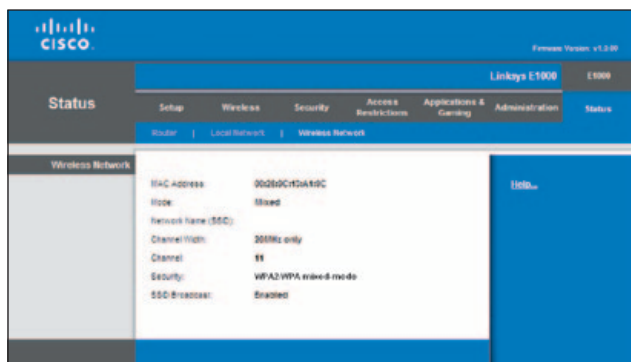 CISCO.
Firmware Version: v1.0.00
Linksys E1000
E1000
Status
Setup
Wireless
Security
Access Restrictions
Applications & Gaming
Administration
Status
Router | Local Network | Wireless Network
Wireless Network
MAC Address:
Mode: Mixed
Network Name (SSID):
Channel Width: 20MHz only
Channel: 11
Security: WPA2/WPA mixed-mode
SSID Broadcast: Enabled
Help...